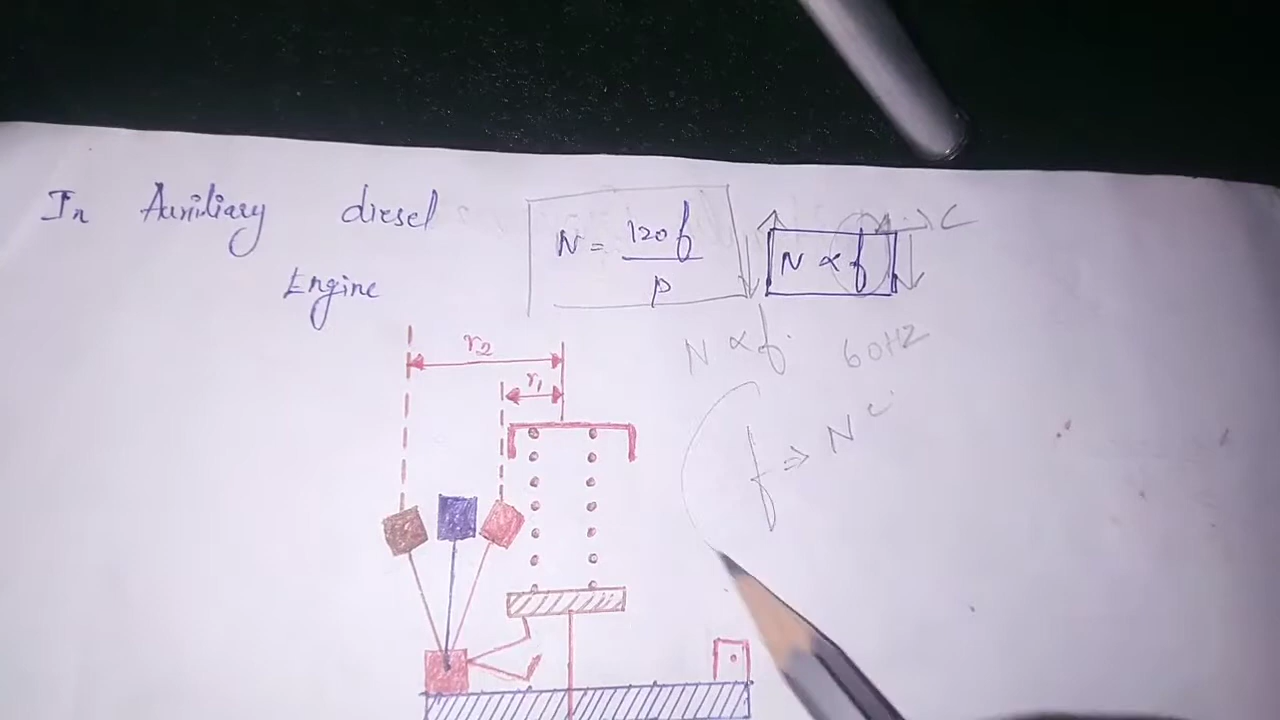 In Auxiliary diesel
Engine
N = 120f / P
N ∝ f
C
N ∝ f
60HZ
f ⇒ N
r2
r1